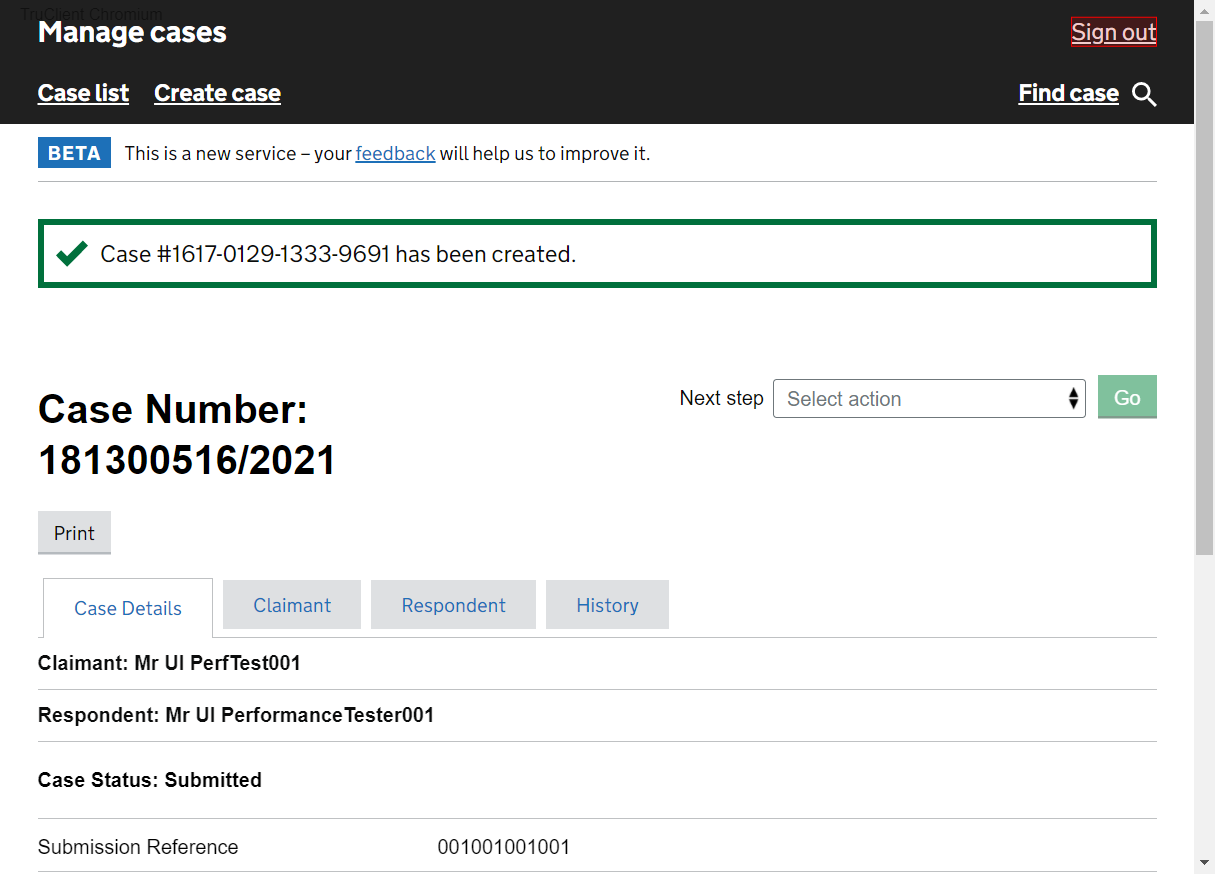 TruClient Chromium
Manage cases
Sign out
Case list Create case
Find case
BETA This is a new service – your feedback will help us to improve it.
Case #1617-0129-1333-9691 has been created.
Case Number:
181300516/2021
Next step Select action Go
Print
Case Details Claimant Respondent History
Claimant: Mr UI PerfTest001
Respondent: Mr UI PerformanceTester001
Case Status: Submitted
Submission Reference 001001001001